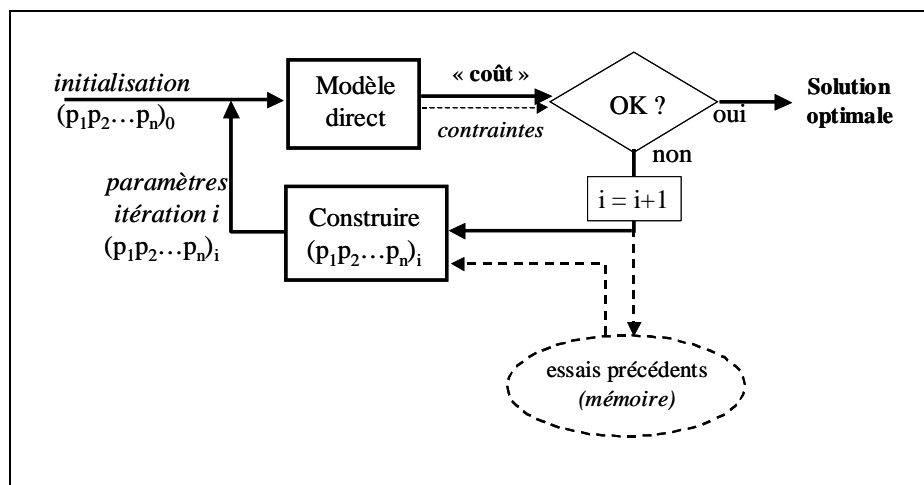 initialisation
(p₁p₂…pₙ)₀
Modèle
direct
« coût »
contraintes
OK ?
oui
Solution
optimale
non
i = i+1
paramètres
itération i
(p₁p₂…pₙ)ᵢ
Construire
(p₁p₂…pₙ)ᵢ
essais précédents
(mémoire)